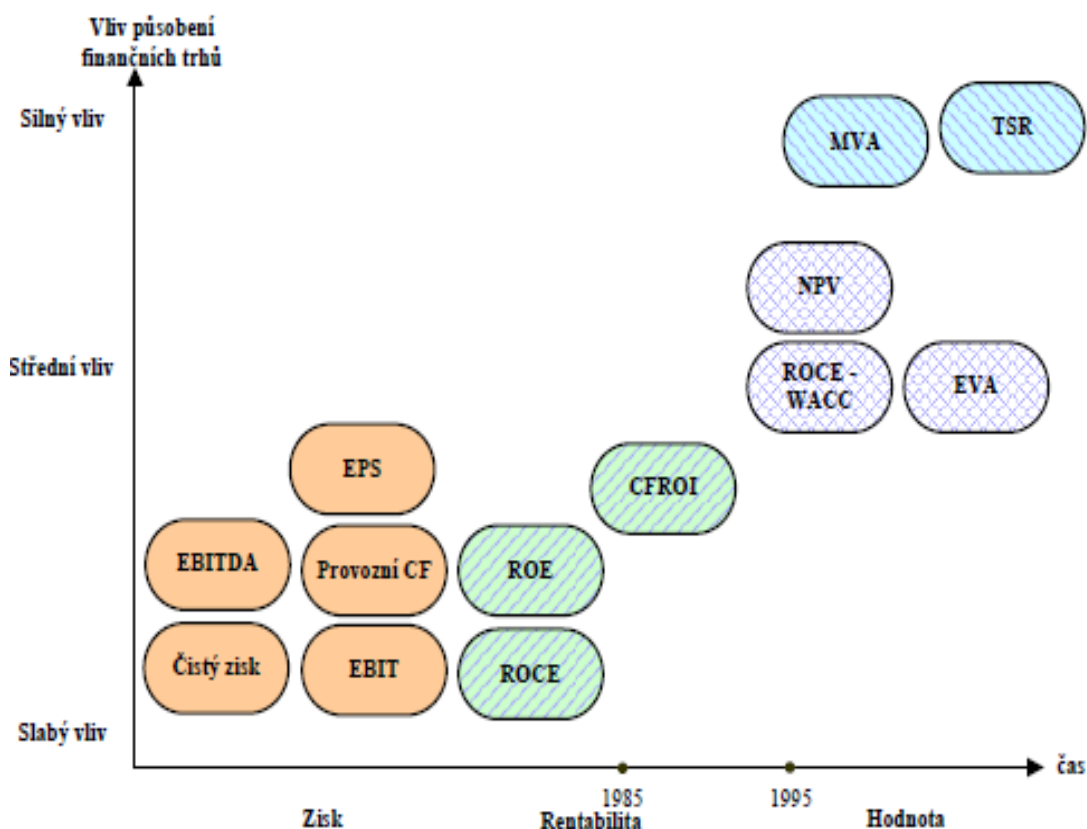 Vliv působení
finančních trhů
Silný vliv
MVA
TSR
NPV
Střední vliv
ROCE -
WACC
EVA
EPS
CFROI
EBITDA
Provozní CF
ROE
Čistý zisk
EBIT
ROCE
Slabý vliv
čas
1985
1995
Zisk
Rentabilita
Hodnota